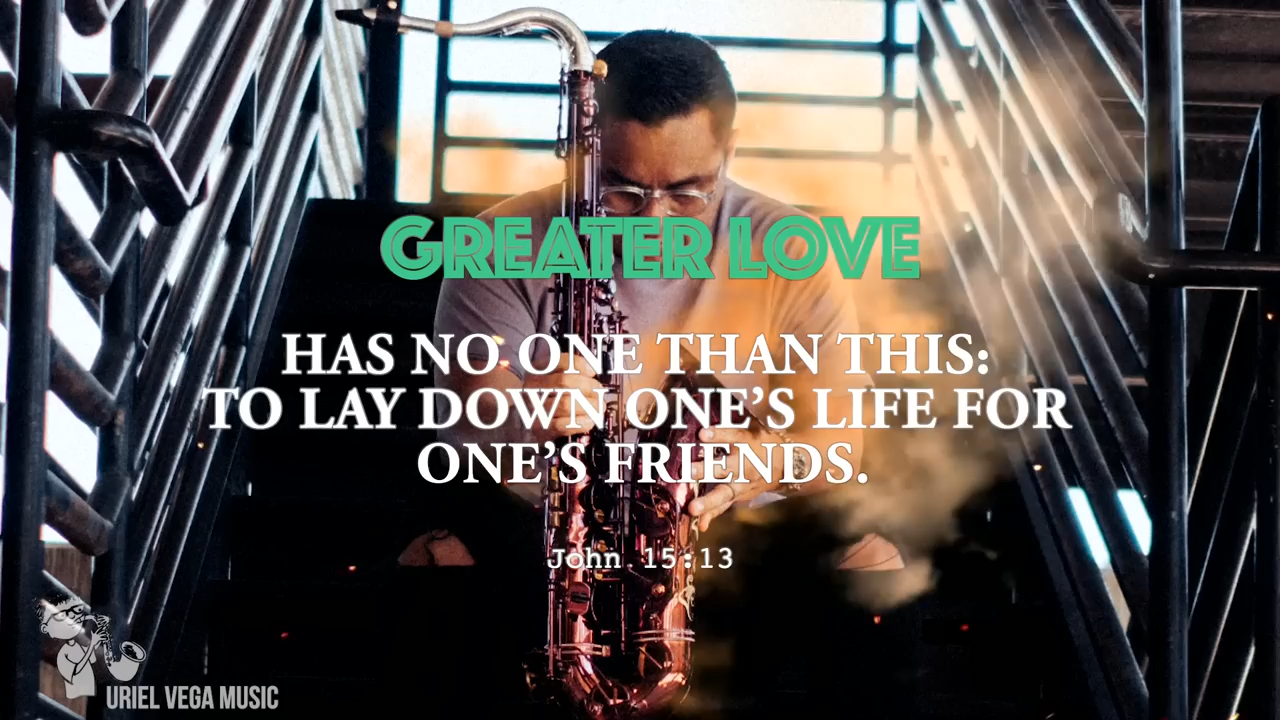 GREATER LOVE
HAS NO ONE THAN THIS:
TO LAY DOWN ONE’S LIFE FOR
ONE’S FRIENDS.
John 15:13
URIEL VEGA MUSIC